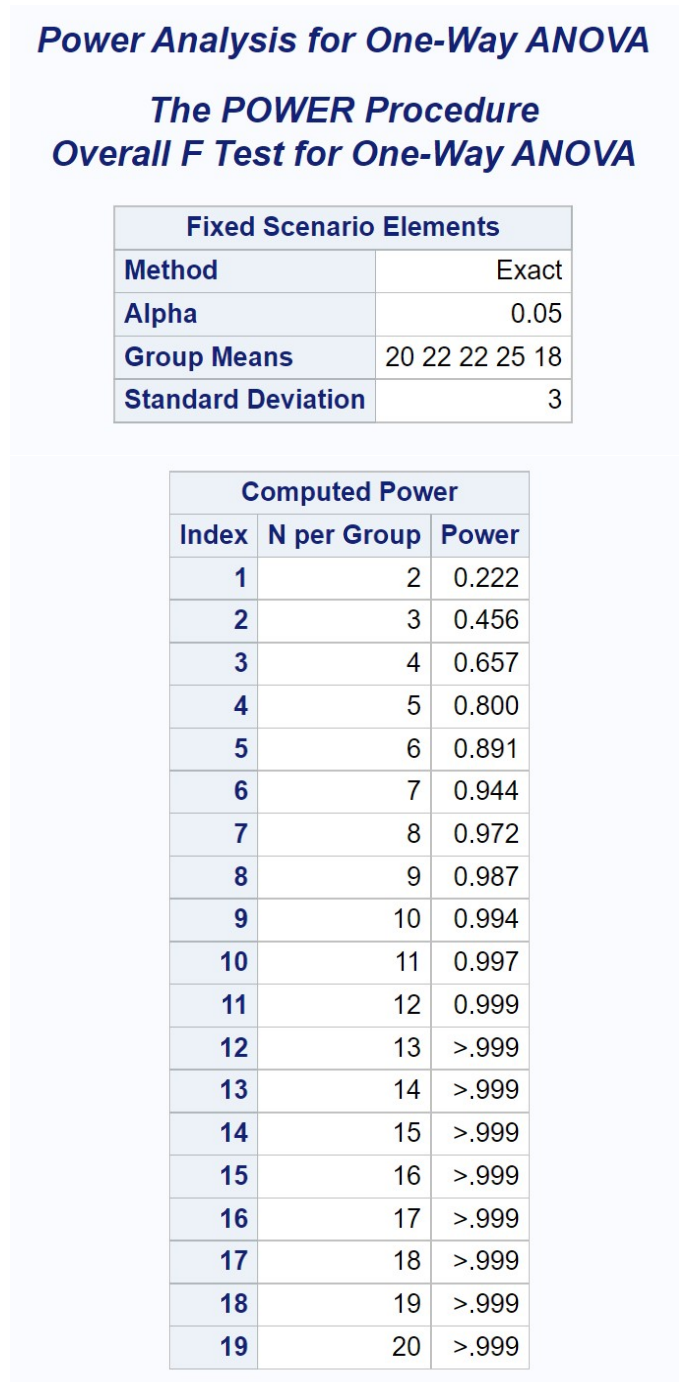 Power Analysis for One-Way ANOVA
The POWER Procedure
Overall F Test for One-Way ANOVA
Fixed Scenario Elements
Method Exact
Alpha 0.05
Group Means 20 22 22 25 18
Standard Deviation 3
Computed Power
Index N per Group Power
1 2 0.222
2 3 0.456
3 4 0.657
4 5 0.800
5 6 0.891
6 7 0.944
7 8 0.972
8 9 0.987
9 10 0.994
10 11 0.997
11 12 0.999
12 13 >.999
13 14 >.999
14 15 >.999
15 16 >.999
16 17 >.999
17 18 >.999
18 19 >.999
19 20 >.999